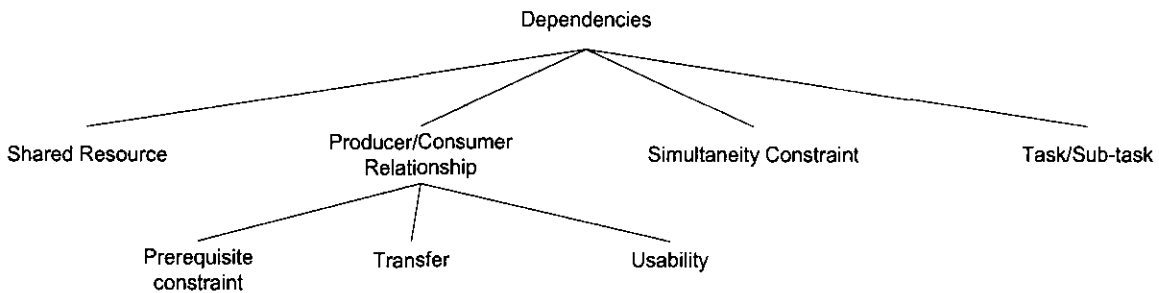 Dependencies
Shared Resource
Producer/Consumer
Relationship
Simultaneity Constraint
Task/Sub-task
Prerequisite
constraint
Transfer
Usability